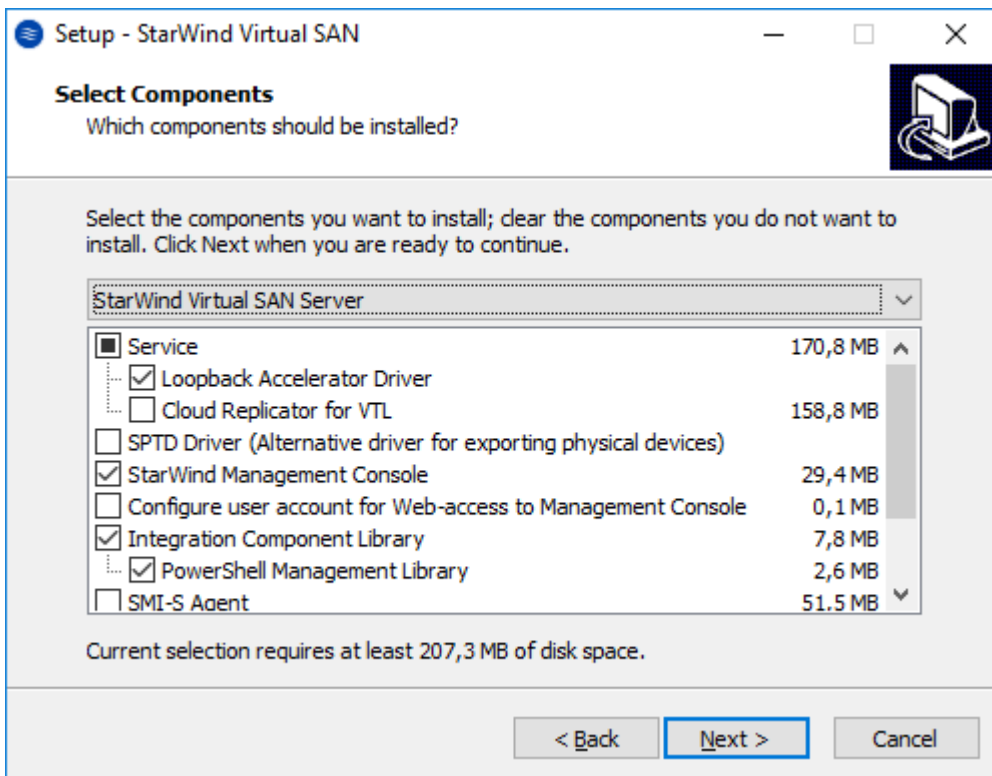 Setup - StarWind Virtual SAN
Select Components
Which components should be installed?
Select the components you want to install; clear the components you do not want to
install. Click Next when you are ready to continue.
StarWind Virtual SAN Server
Service 170,8 MB
Loopback Accelerator Driver
Cloud Replicator for VTL 158,8 MB
SPTD Driver (Alternative driver for exporting physical devices)
StarWind Management Console 29,4 MB
Configure user account for Web-access to Management Console 0,1 MB
Integration Component Library 7,8 MB
PowerShell Management Library 2,6 MB
SMI-S Agent 51,5 MB
Current selection requires at least 207,3 MB of disk space.
< Back Next > Cancel